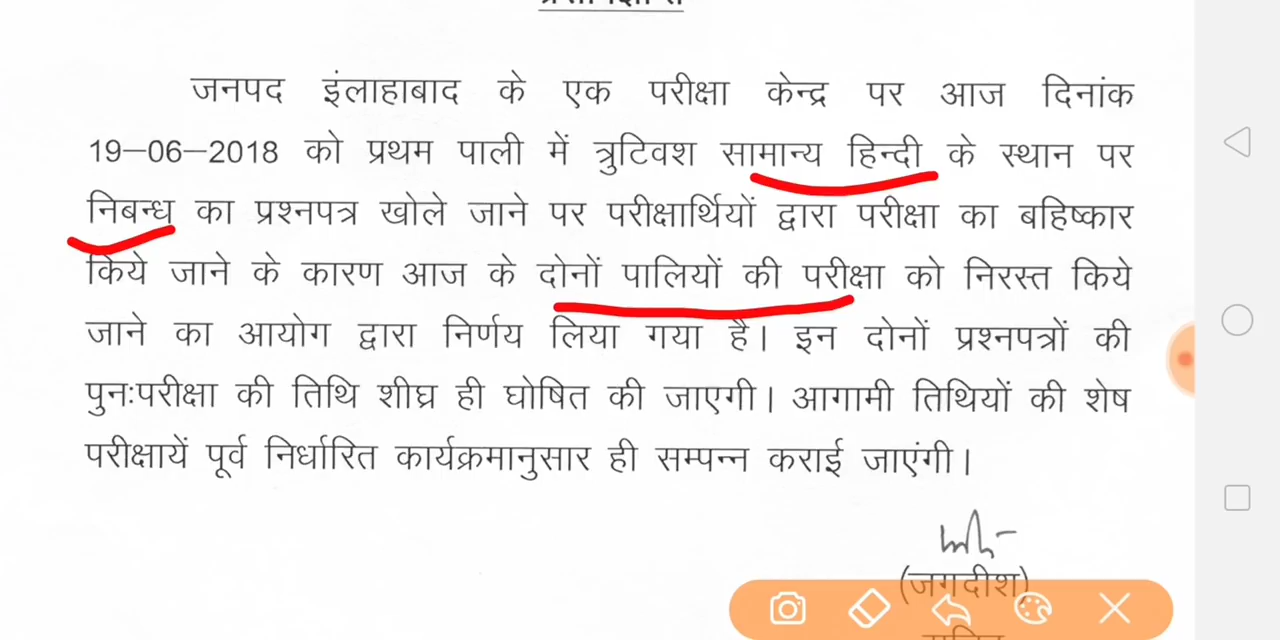 जनपद इंलाहाबाद के एक परीक्षा केन्द्र पर आज दिनांक
19–06–2018 को प्रथम पाली में त्रुटिवश सामान्य हिन्दी के स्थान पर
निबन्ध का प्रश्नपत्र खोले जाने पर परीक्षार्थियों द्वारा परीक्षा का बहिष्कार
किये जाने के कारण आज के दोनों पालियों की परीक्षा को निरस्त किये
जाने का आयोग द्वारा निर्णय लिया गया है। इन दोनों प्रश्नपत्रों की
पुनःपरीक्षा की तिथि शीघ्र ही घोषित की जाएगी। आगामी तिथियों की शेष
परीक्षायें पूर्व निर्धारित कार्यक्रमानुसार ही सम्पन्न कराई जाएंगी।
(जगदीश)